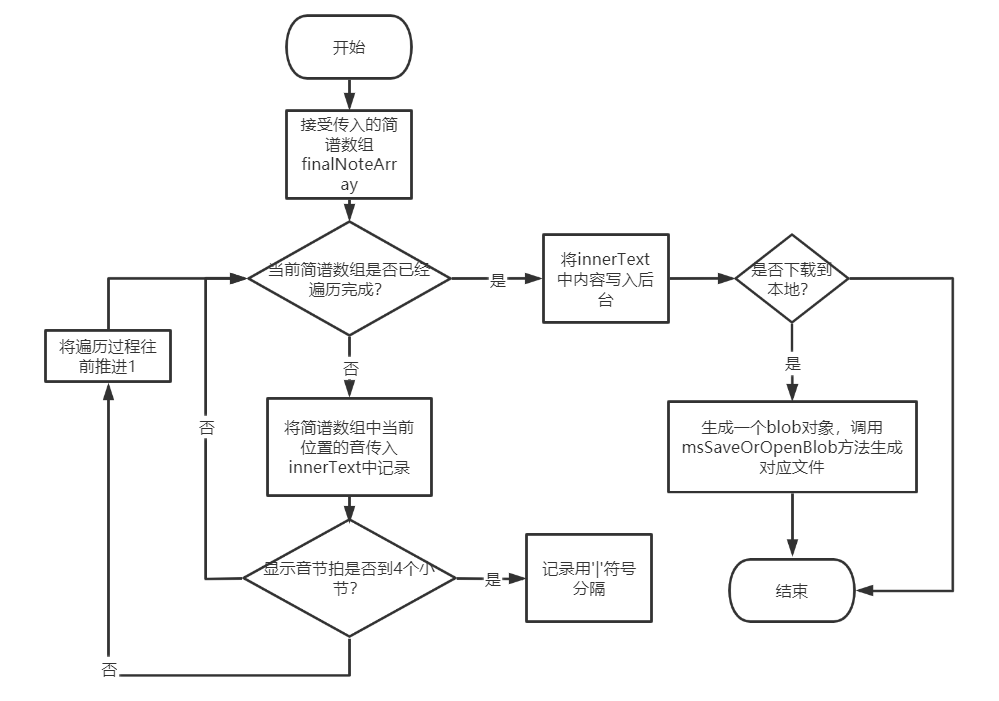 开始
接受传入的简
谱数组
finalNoteArr
ay
当前简谱数组是否已经
遍历完成？
是
将innerText
中内容写入后
台
是否下载到
本地？
将遍历过程往
前推进1
否
是
否
将简谱数组中当前
位置的音传入
innerText中记录
生成一个blob对象，调用
msSaveOrOpenBlob方法生成
对应文件
显示音节拍是否到4个小
节？
是
记录用'|'符号
分隔
结束
否